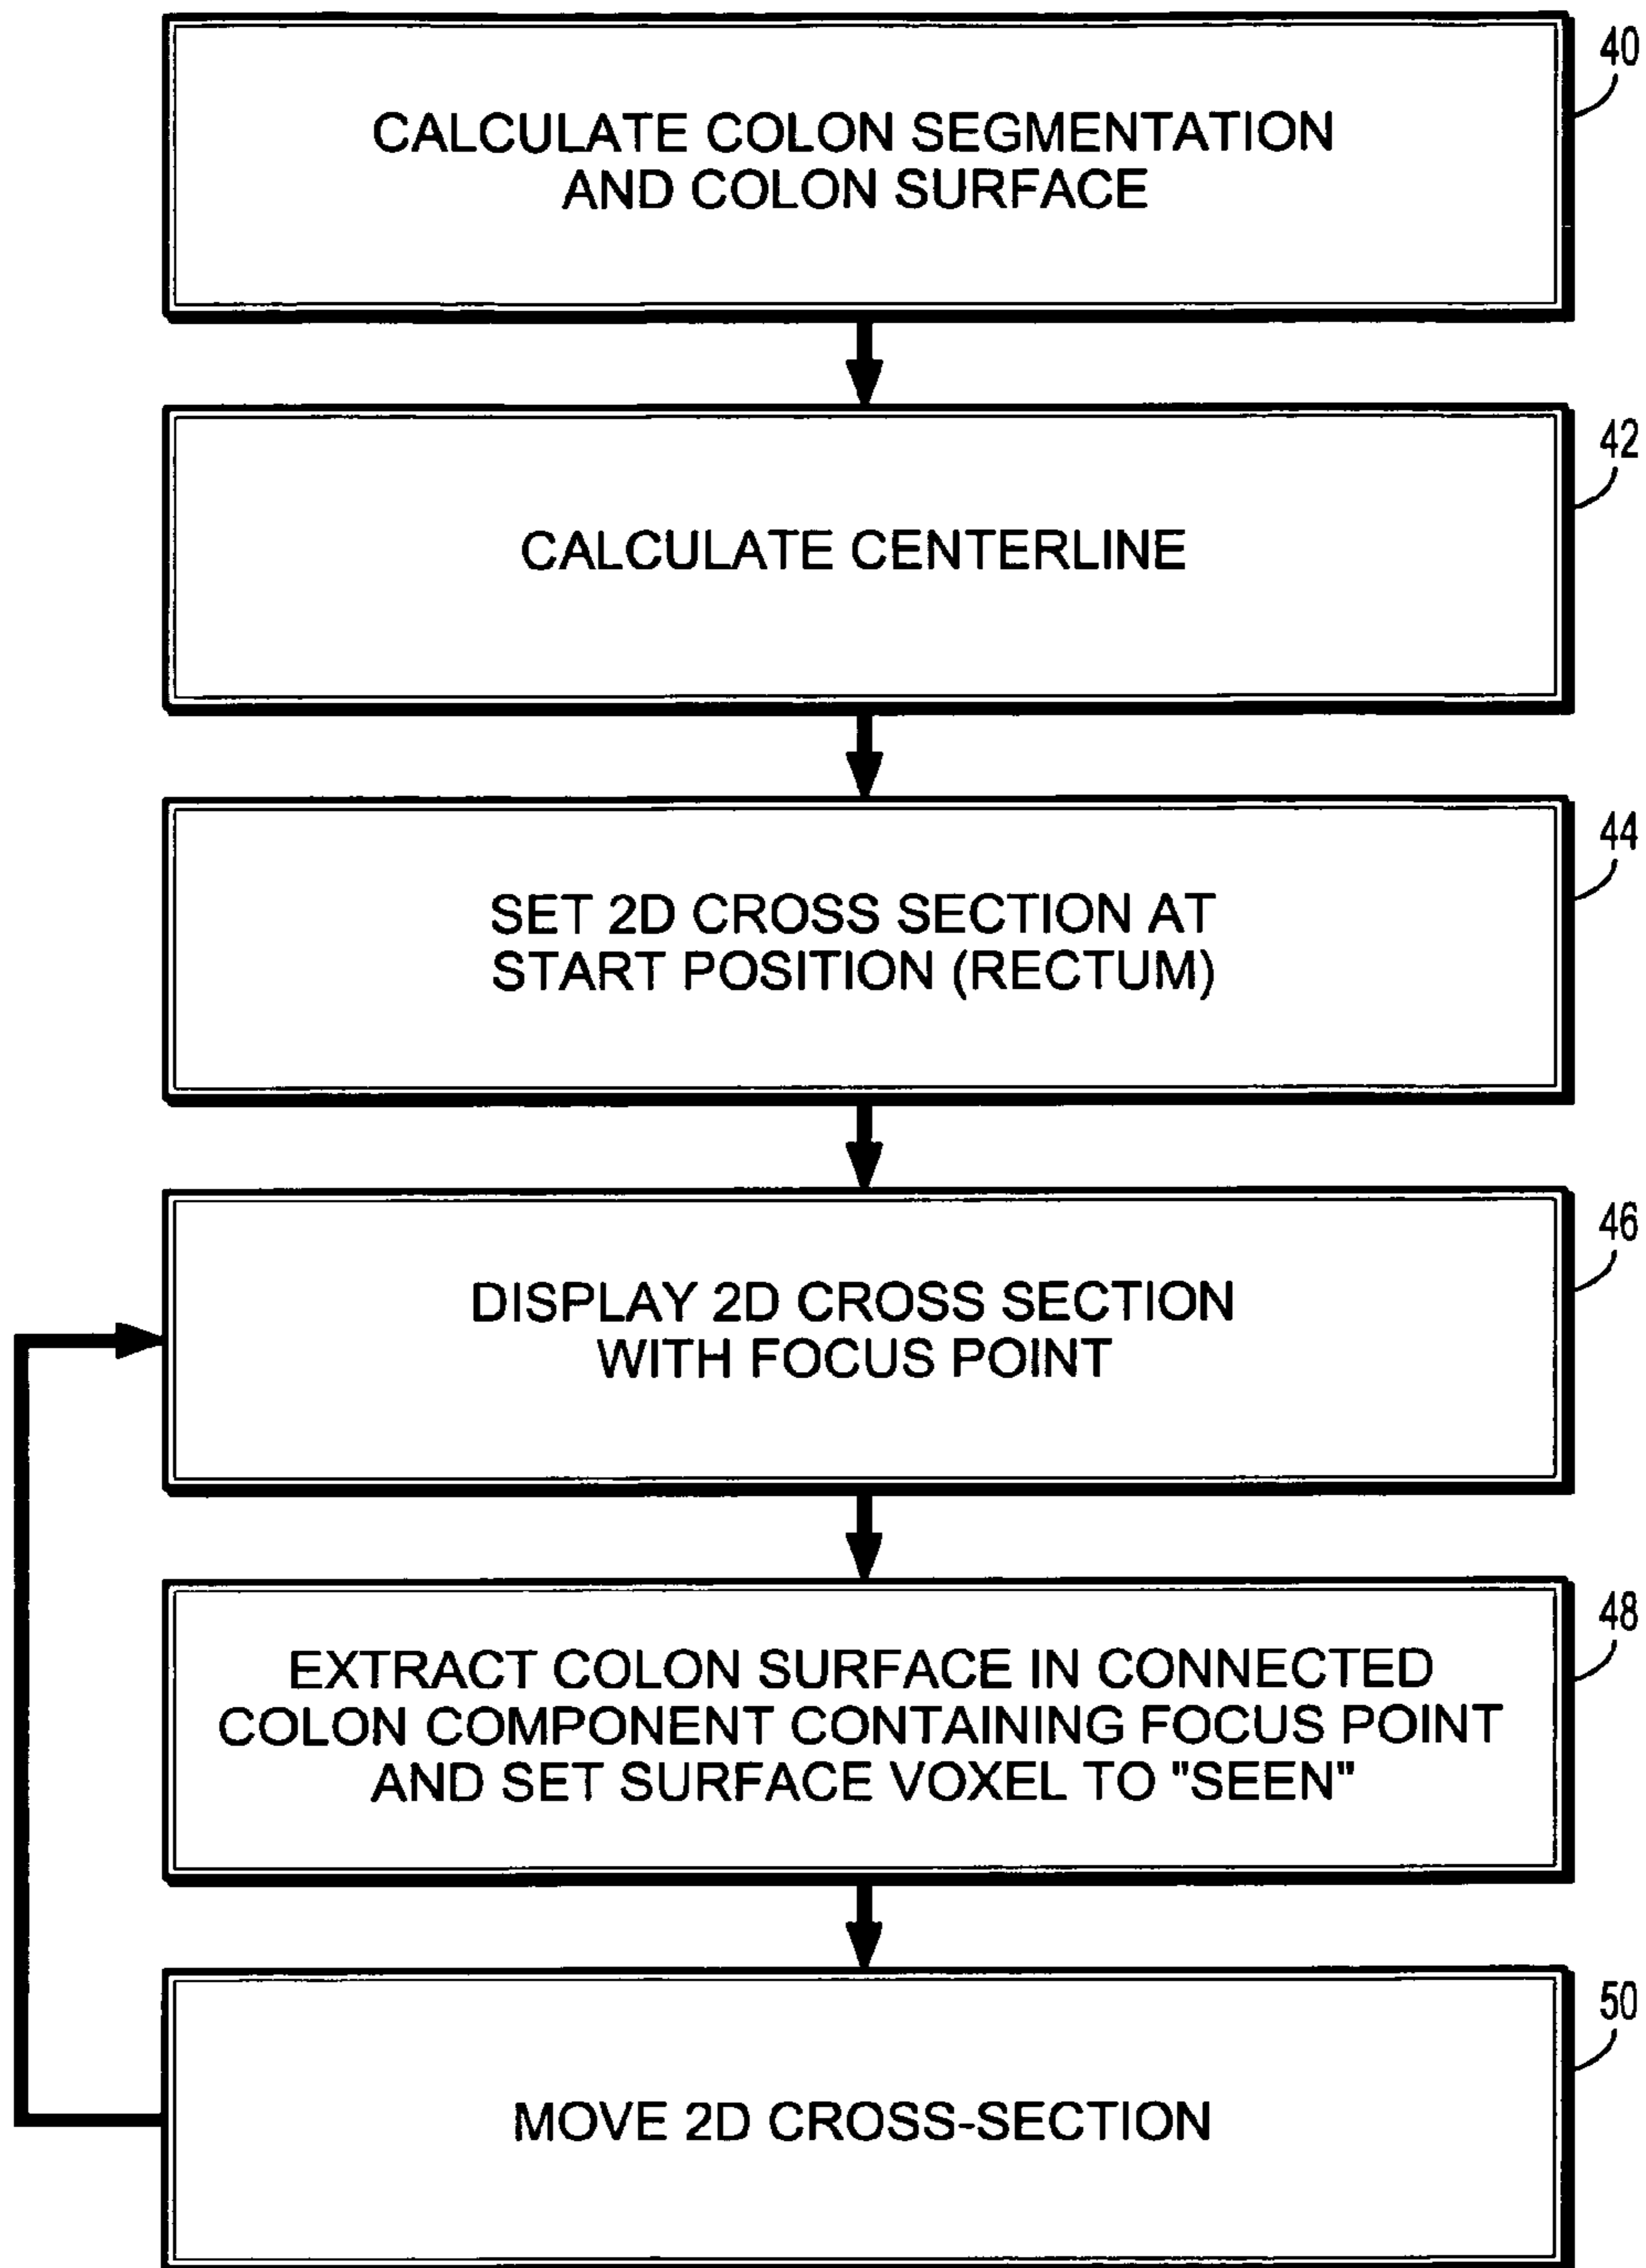 40
CALCULATE COLON SEGMENTATION
AND COLON SURFACE
42
CALCULATE CENTERLINE
44
SET 2D CROSS SECTION AT
START POSITION (RECTUM)
46
DISPLAY 2D CROSS SECTION
WITH FOCUS POINT
48
EXTRACT COLON SURFACE IN CONNECTED
COLON COMPONENT CONTAINING FOCUS POINT
AND SET SURFACE VOXEL TO "SEEN"
50
MOVE 2D CROSS-SECTION